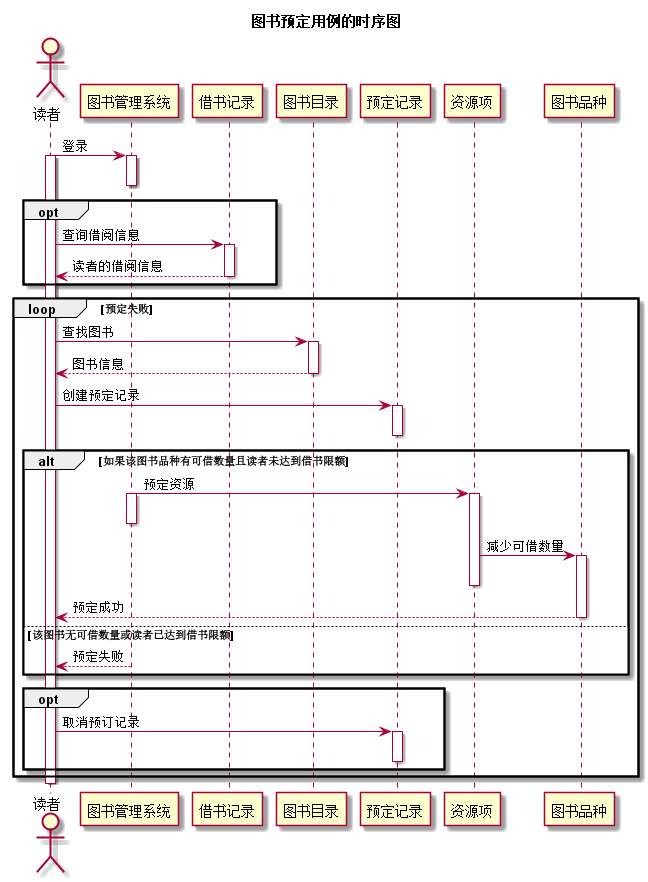 图书预定用例的时序图
读者
图书管理系统
借书记录
图书目录
预定记录
资源项
图书品种
登录
opt
查询借阅信息
读者的借阅信息
loop
[预定失败]
查找图书
图书信息
创建预定记录
alt
[如果该图书品种有可借数量且读者未达到借书限额]
预定资源
减少可借数量
预定成功
[该图书无可借数量或读者已达到借书限额]
预定失败
opt
取消预订记录
读者
图书管理系统
借书记录
图书目录
预定记录
资源项
图书品种